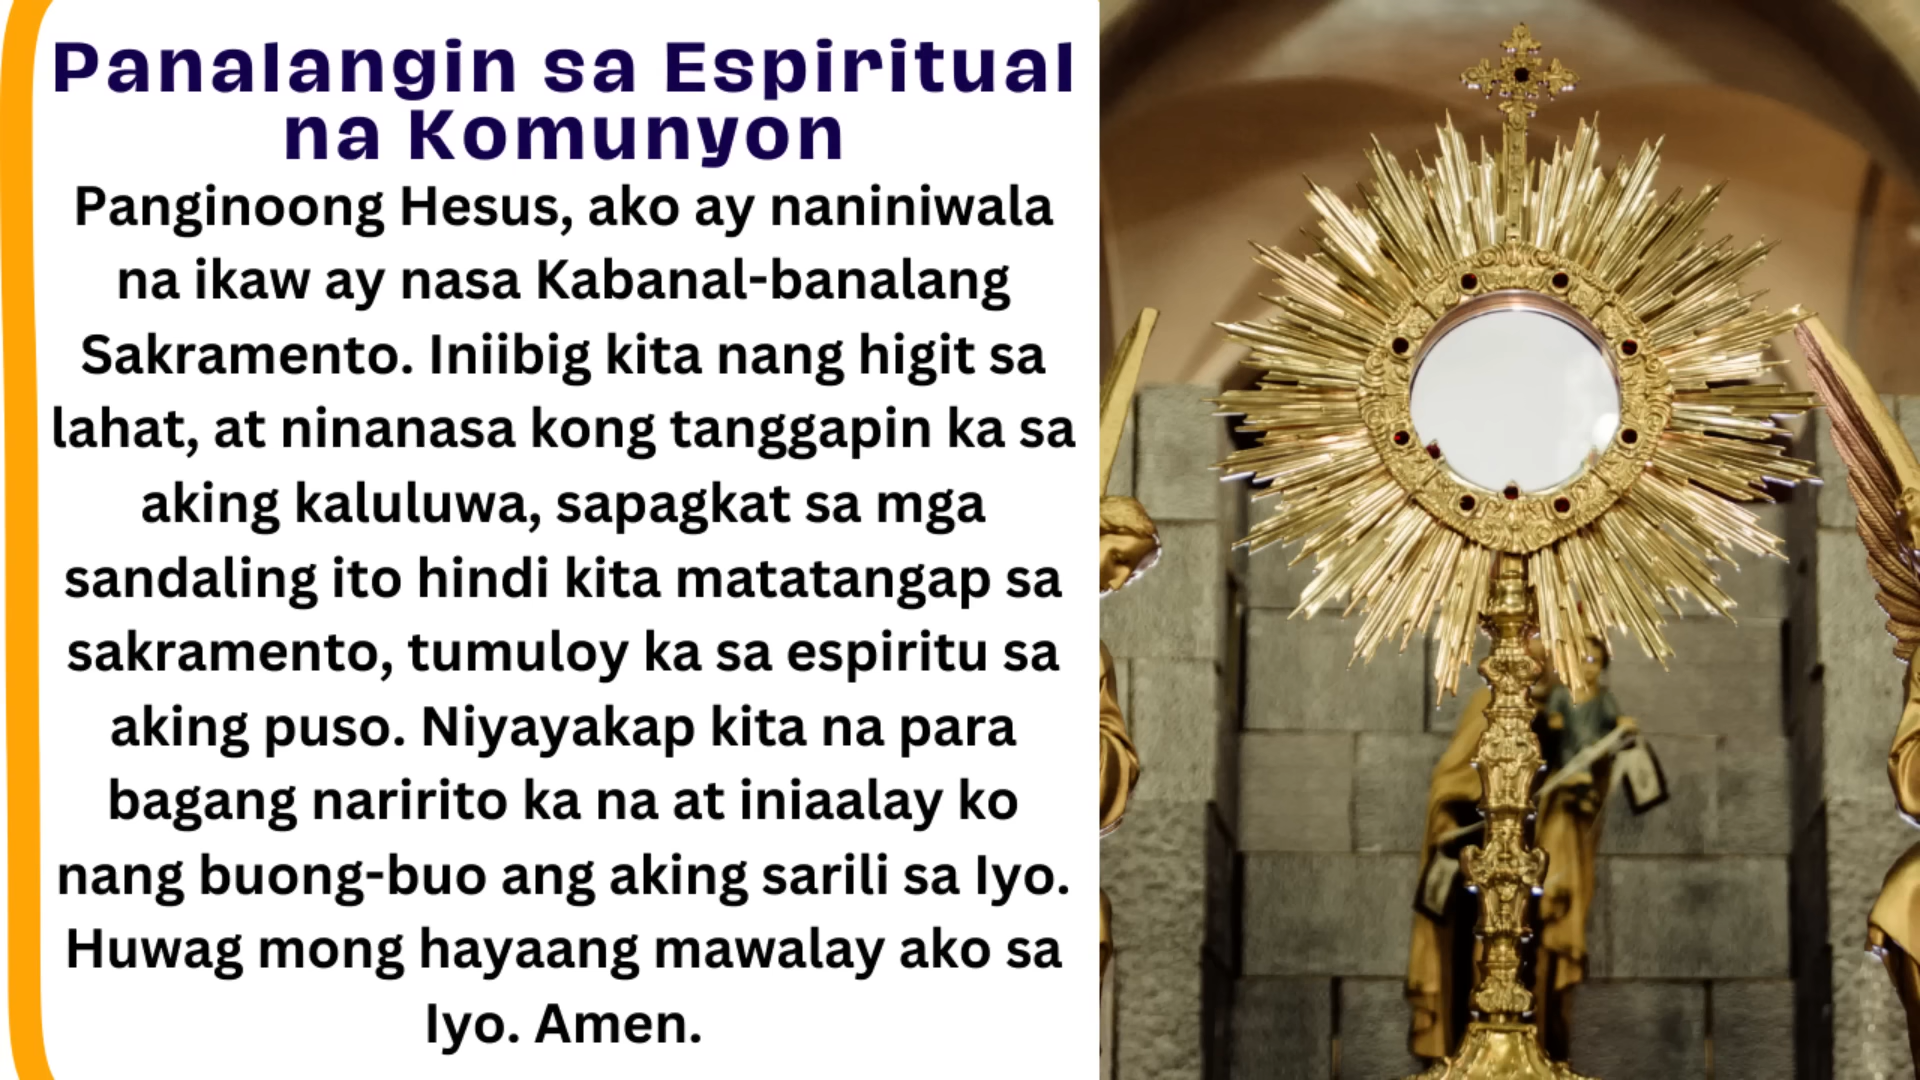 Panalangin sa Espiritual
na Komunyon
Panginoong Hesus, ako ay naniniwala
na ikaw ay nasa Kabanal-banalang
Sakramento. Iniibig kita nang higit sa
lahat, at ninanasa kong tanggapin ka sa
aking kaluluwa, sapagkat sa mga
sandaling ito hindi kita matatangap sa
sakramento, tumuloy ka sa espiritu sa
aking puso. Niyayakap kita na para
bagang naririto ka na at iniaalay ko
nang buong-buo ang aking sarili sa Iyo.
Huwag mong hayaang mawalay ako sa
Iyo. Amen.